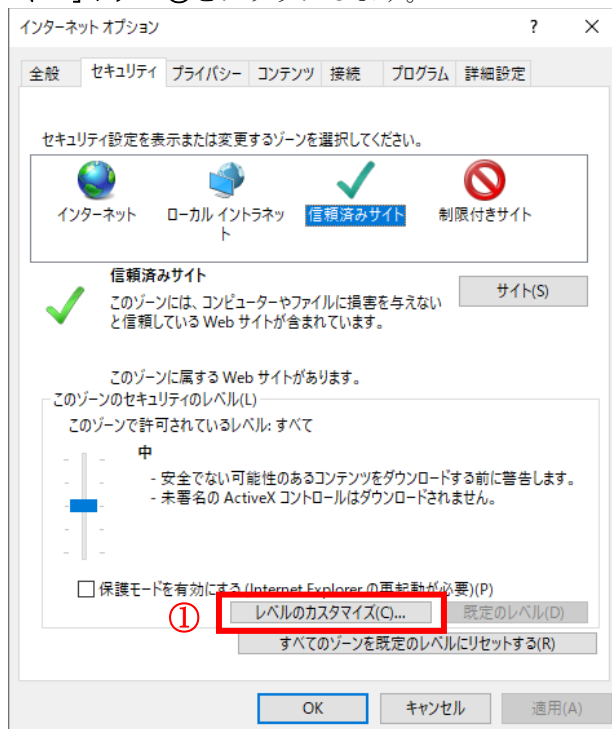 インターネット オプション
?
×
全般 セキュリティ プライバシー コンテンツ 接続 プログラム 詳細設定
セキュリティ設定を表示または変更するゾーンを選択してください。
インターネット
ローカル イントラネッ
ト
信頼済みサイト
制限付きサイト
信頼済みサイト
このゾーンには、コンピューターやファイルに損害を与えない
と信頼している Web サイトが含まれています。
サイト(S)
このゾーンに属する Web サイトがあります。
このゾーンのセキュリティのレベル(L)
このゾーンで許可されているレベル: すべて
中
- 安全でない可能性のあるコンテンツをダウンロードする前に警告します。
- 未署名の ActiveX コントロールはダウンロードされません。
保護モードを有効にする (Internet Explorer の再起動が必要)(P)
①
レベルのカスタマイズ(C)...
既定のレベル(D)
すべてのゾーンを既定のレベルにリセットする(R)
OK
キャンセル
適用(A)